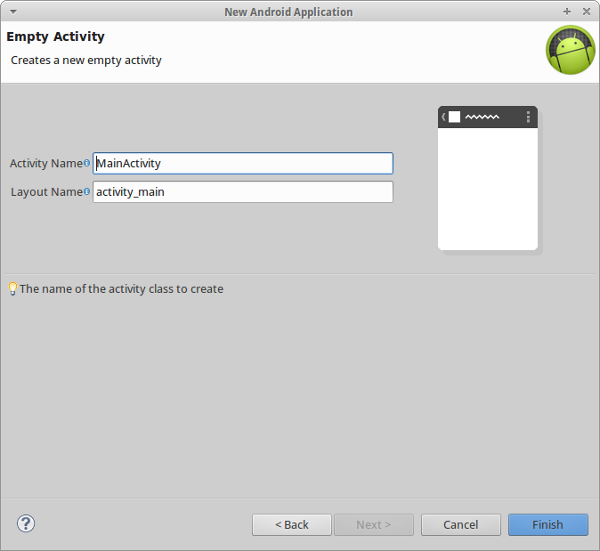 New Android Application
Empty Activity
Creates a new empty activity
Activity Name MainActivity
Layout Name activity_main
The name of the activity class to create
? < Back Next > Cancel Finish